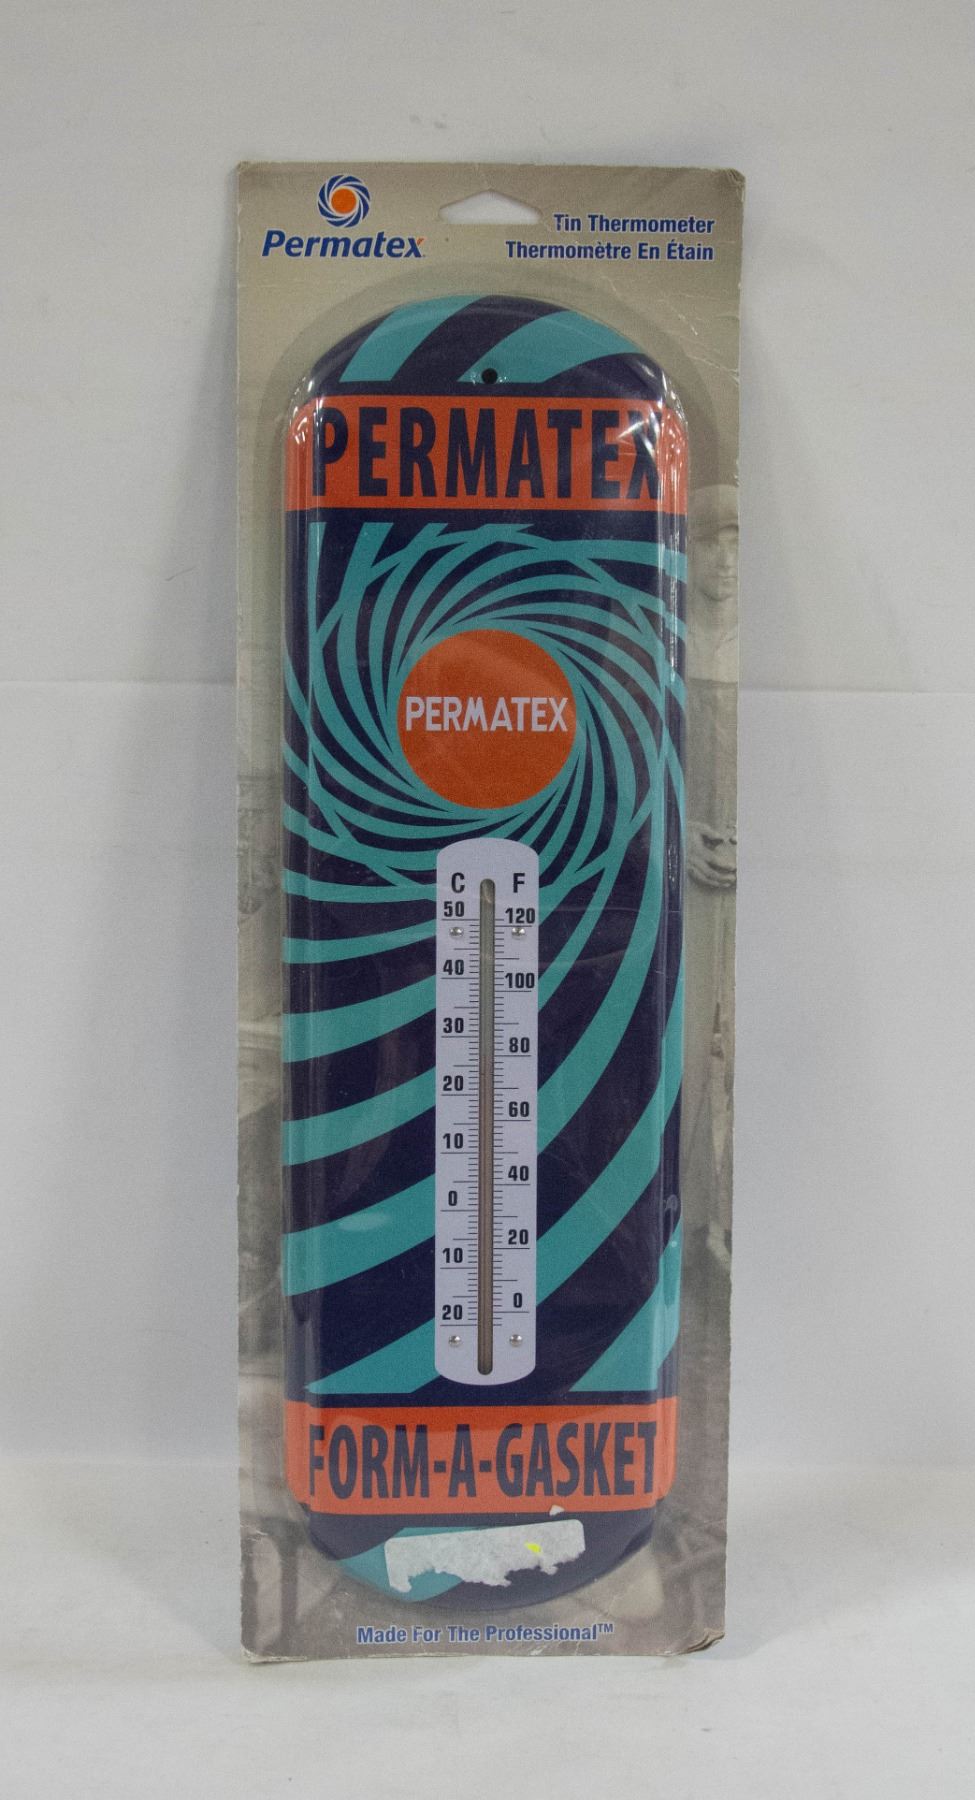 Permatex
Tin Thermometer
Thermomètre En Étain
PERMATEX
PERMATEX
C F
50 120
40 100
30 80
20 60
10 40
0 20
10 0
20
FORM-A-GASKET
Made For The Professional™